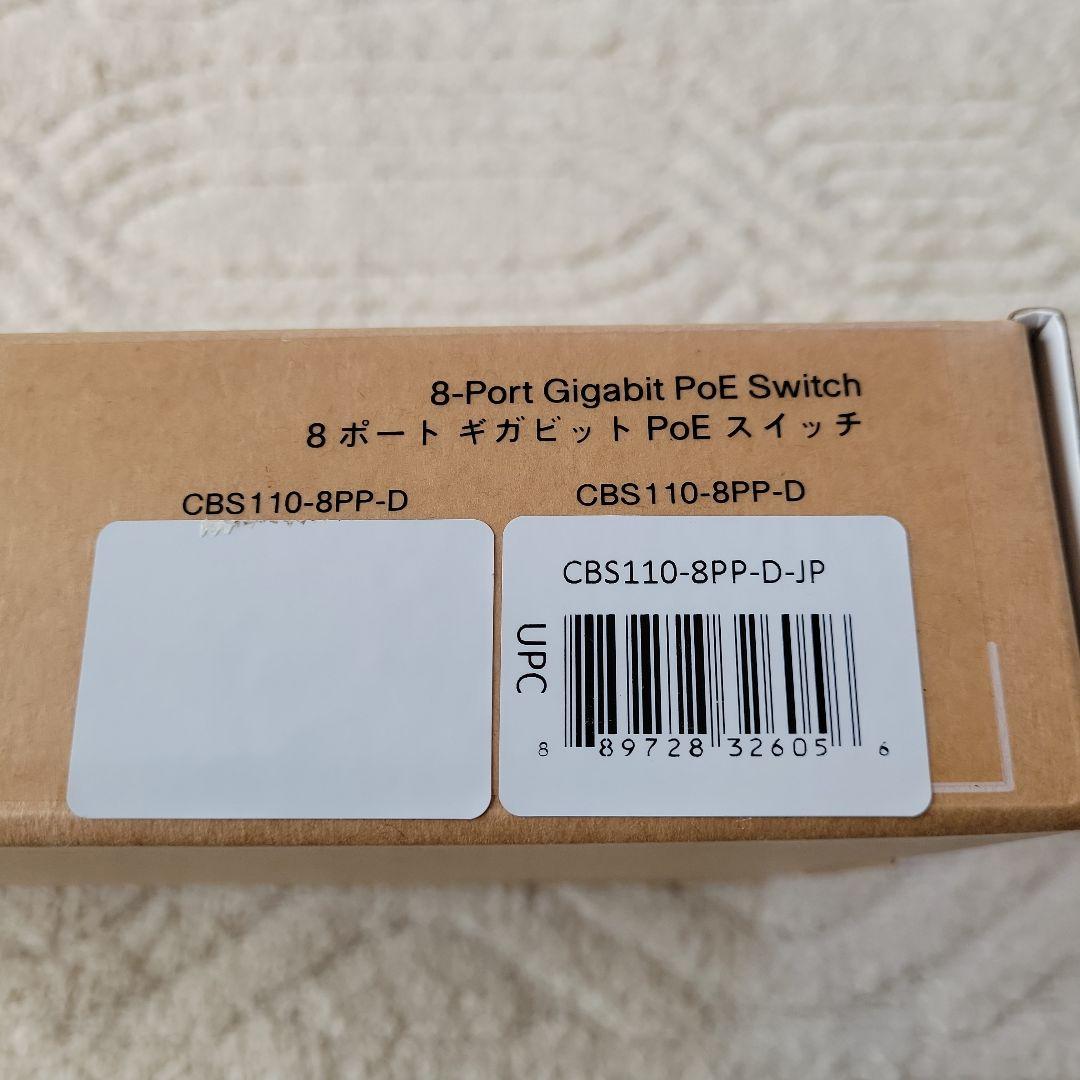 8-Port Gigabit PoE Switch
8 ポート ギガビット PoE スイッチ
CBS110-8PP-D
CBS110-8PP-D
CBS110-8PP-D-JP
UPC
8 89728 32605 6